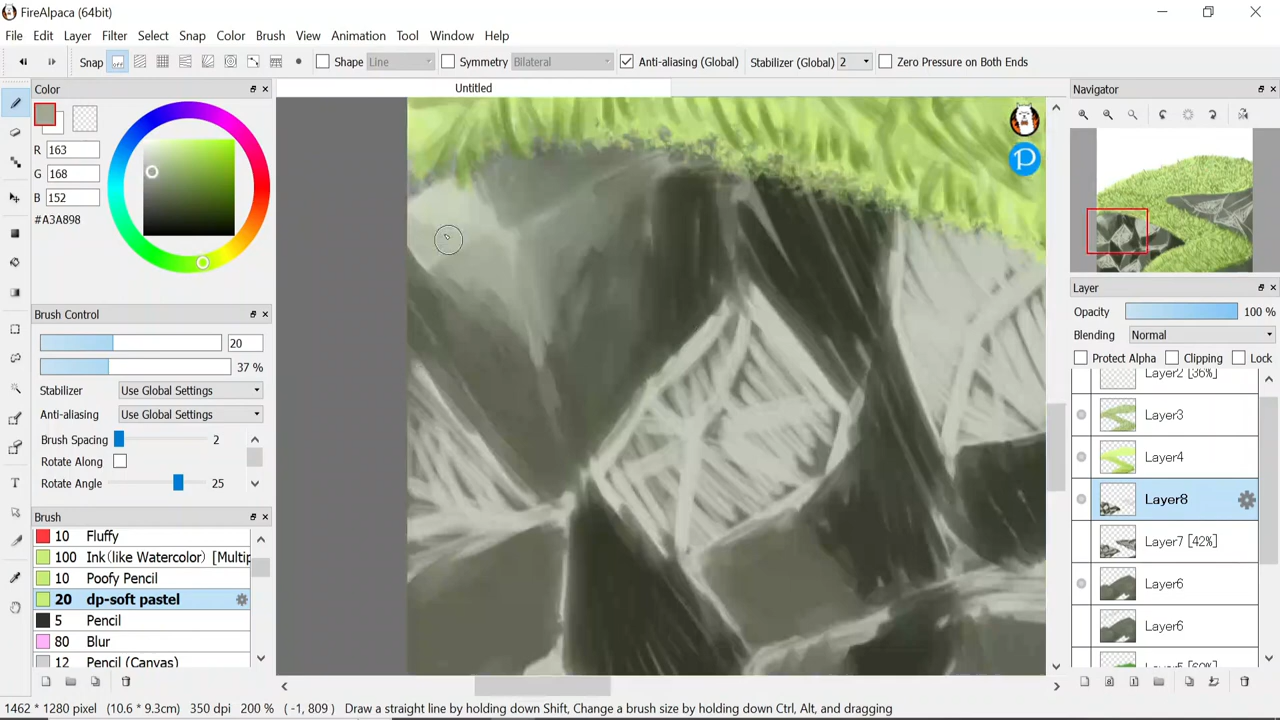 FireAlpaca (64bit)
File Edit Layer Filter Select Snap Color Brush View Animation Tool Window Help
Snap Shape Line Symmetry Bilateral Anti-aliasing (Global) Stabilizer (Global) 2 Zero Pressure on Both Ends
Color
Untitled
Navigator
R 163
G 168
B 152
#A3A898
Brush Control
20
37 %
Stabilizer Use Global Settings
Anti-aliasing Use Global Settings
Brush Spacing 2
Rotate Along
Rotate Angle 25
Brush
10 Fluffy
100 Ink(like Watercolor) [Multip
10 Poofy Pencil
20 dp-soft pastel
5 Pencil
80 Blur
12 Pencil (Canvas)
Layer
Opacity 100 %
Blending Normal
Protect Alpha Clipping Lock
Layer2 [36%]
Layer3
Layer4
Layer8
Layer7 [42%]
Layer6
Layer6
1462 * 1280 pixel (10.6 * 9.3cm) 350 dpi 200 % ( -1, 809 ) Draw a straight line by holding down Shift, Change a brush size by holding down Ctrl, Alt, and dragging